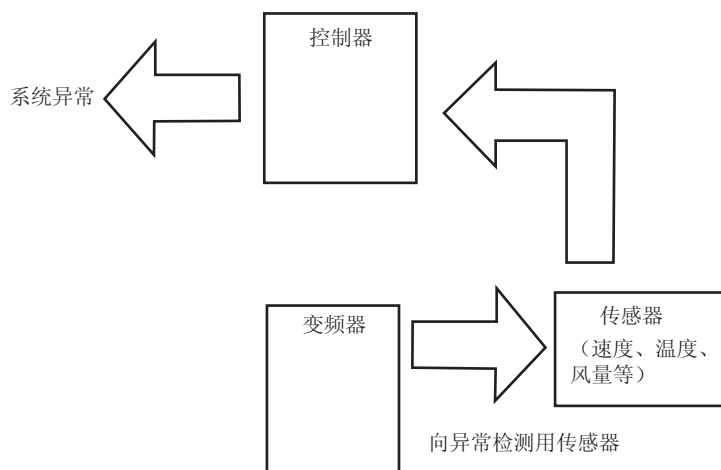 控制器
系统异常
变频器
传感器
（速度、温度、
风量等）
向异常检测用传感器